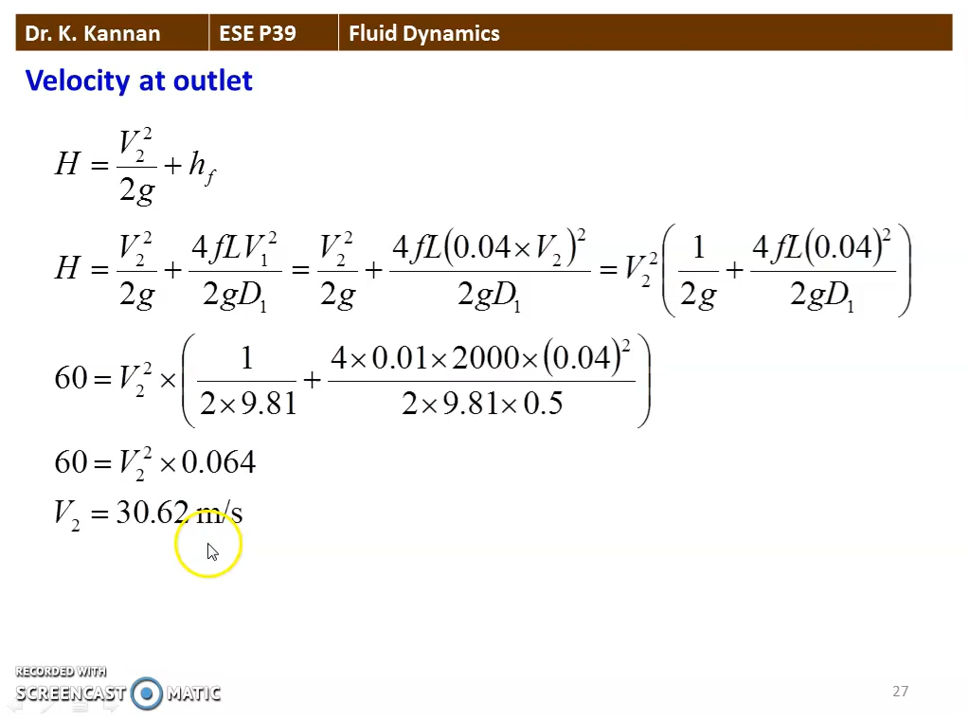 Dr. K. Kannan ESE P39 Fluid Dynamics
Velocity at outlet
H = V₂²/2g + h_f
H = V₂²/2g + 4fLV₁²/2gD₁ = V₂²/2g + 4fL(0.04×V₂)²/2gD₁ = V₂²(1/2g + 4fL(0.04)²/2gD₁)
60 = V₂² × (1/2×9.81 + 4×0.01×2000×(0.04)²/2×9.81×0.5)
60 = V₂² × 0.064
V₂ = 30.62 m/s
RECORDED WITH
SCREENCAST MATIC
27